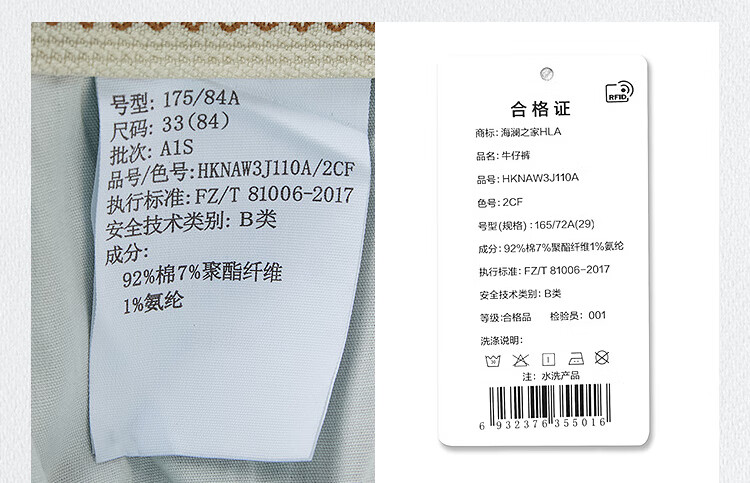 号型: 175/84A
尺码: 33(84)
批次: A1S
品号/色号:HKNAW3J110A/2CF
执行标准: FZ/T 81006-2017
安全技术类别: B类
成分:
92%棉7%聚酯纤维
1%氨纶
RFID
合格证
商标: 海澜之家HLA
品名: 牛仔裤
品号: HKNAW3J110A
色号: 2CF
号型(规格): 165/72A(29)
成分: 92%棉7%聚酯纤维1%氨纶
执行标准: FZ/T 81006-2017
安全技术类别: B类
等级:合格品 检验员: 001
洗涤说明:
注: 水洗产品
6 932376 355016